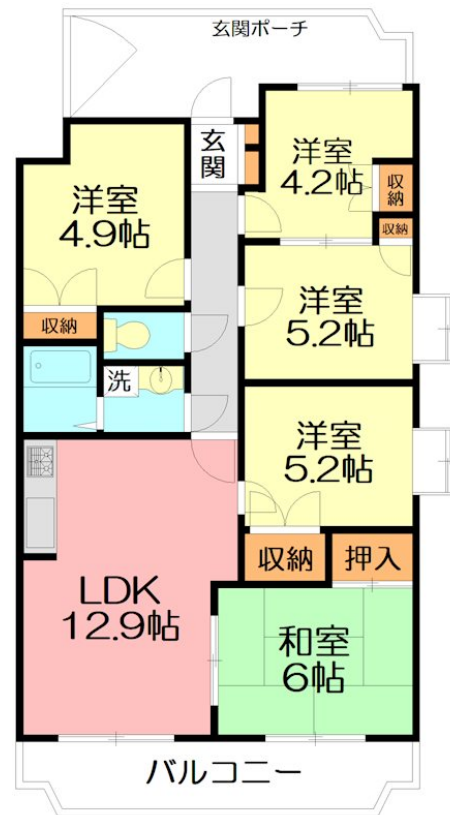 玄関ポーチ
玄
関
洋室
4.2帖
収
納
収納
洋室
4.9帖
収納
洋室
5.2帖
洗
洋室
5.2帖
収納
押入
LDK
12.9帖
和室
6帖
バルコニー